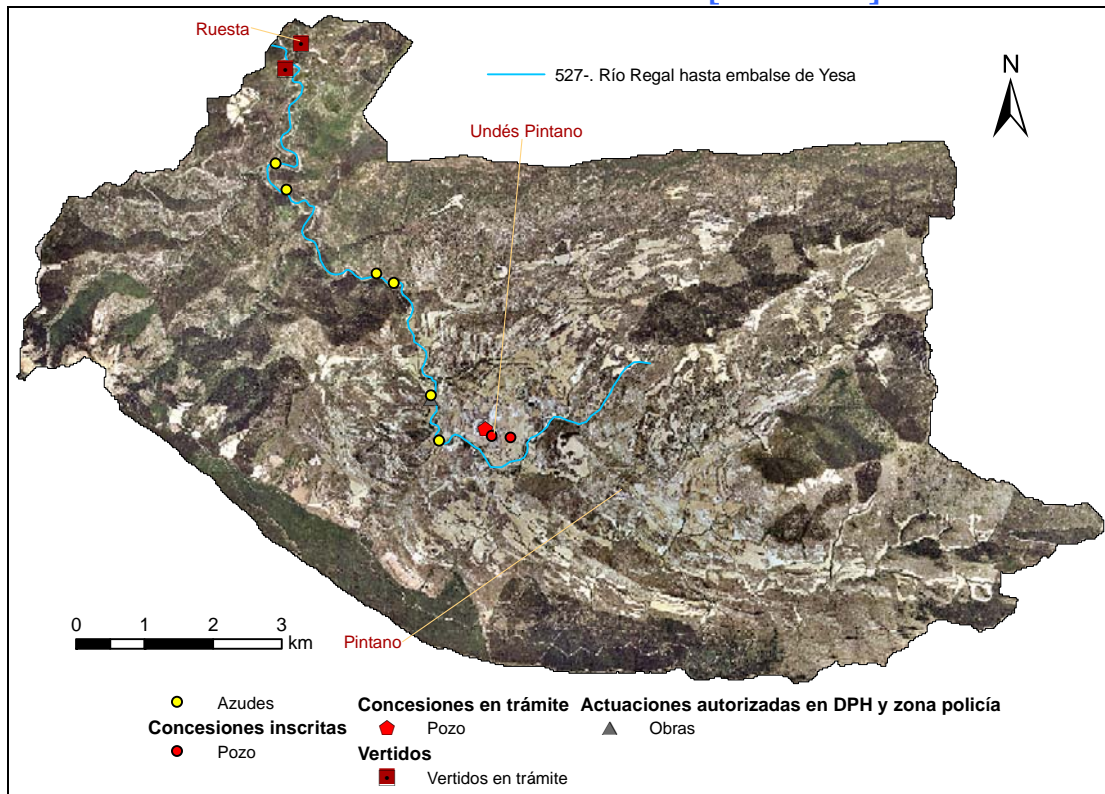 Ruesta
527-. Río Regal hasta embalse de Yesa
N
Undés Pintano
0 1 2 3
km
Pintano
Azudes
Concesiones en trámite
Actuaciones autorizadas en DPH y zona policía
Concesiones inscritas
Pozo
Obras
Pozo
Vertidos
Vertidos en trámite